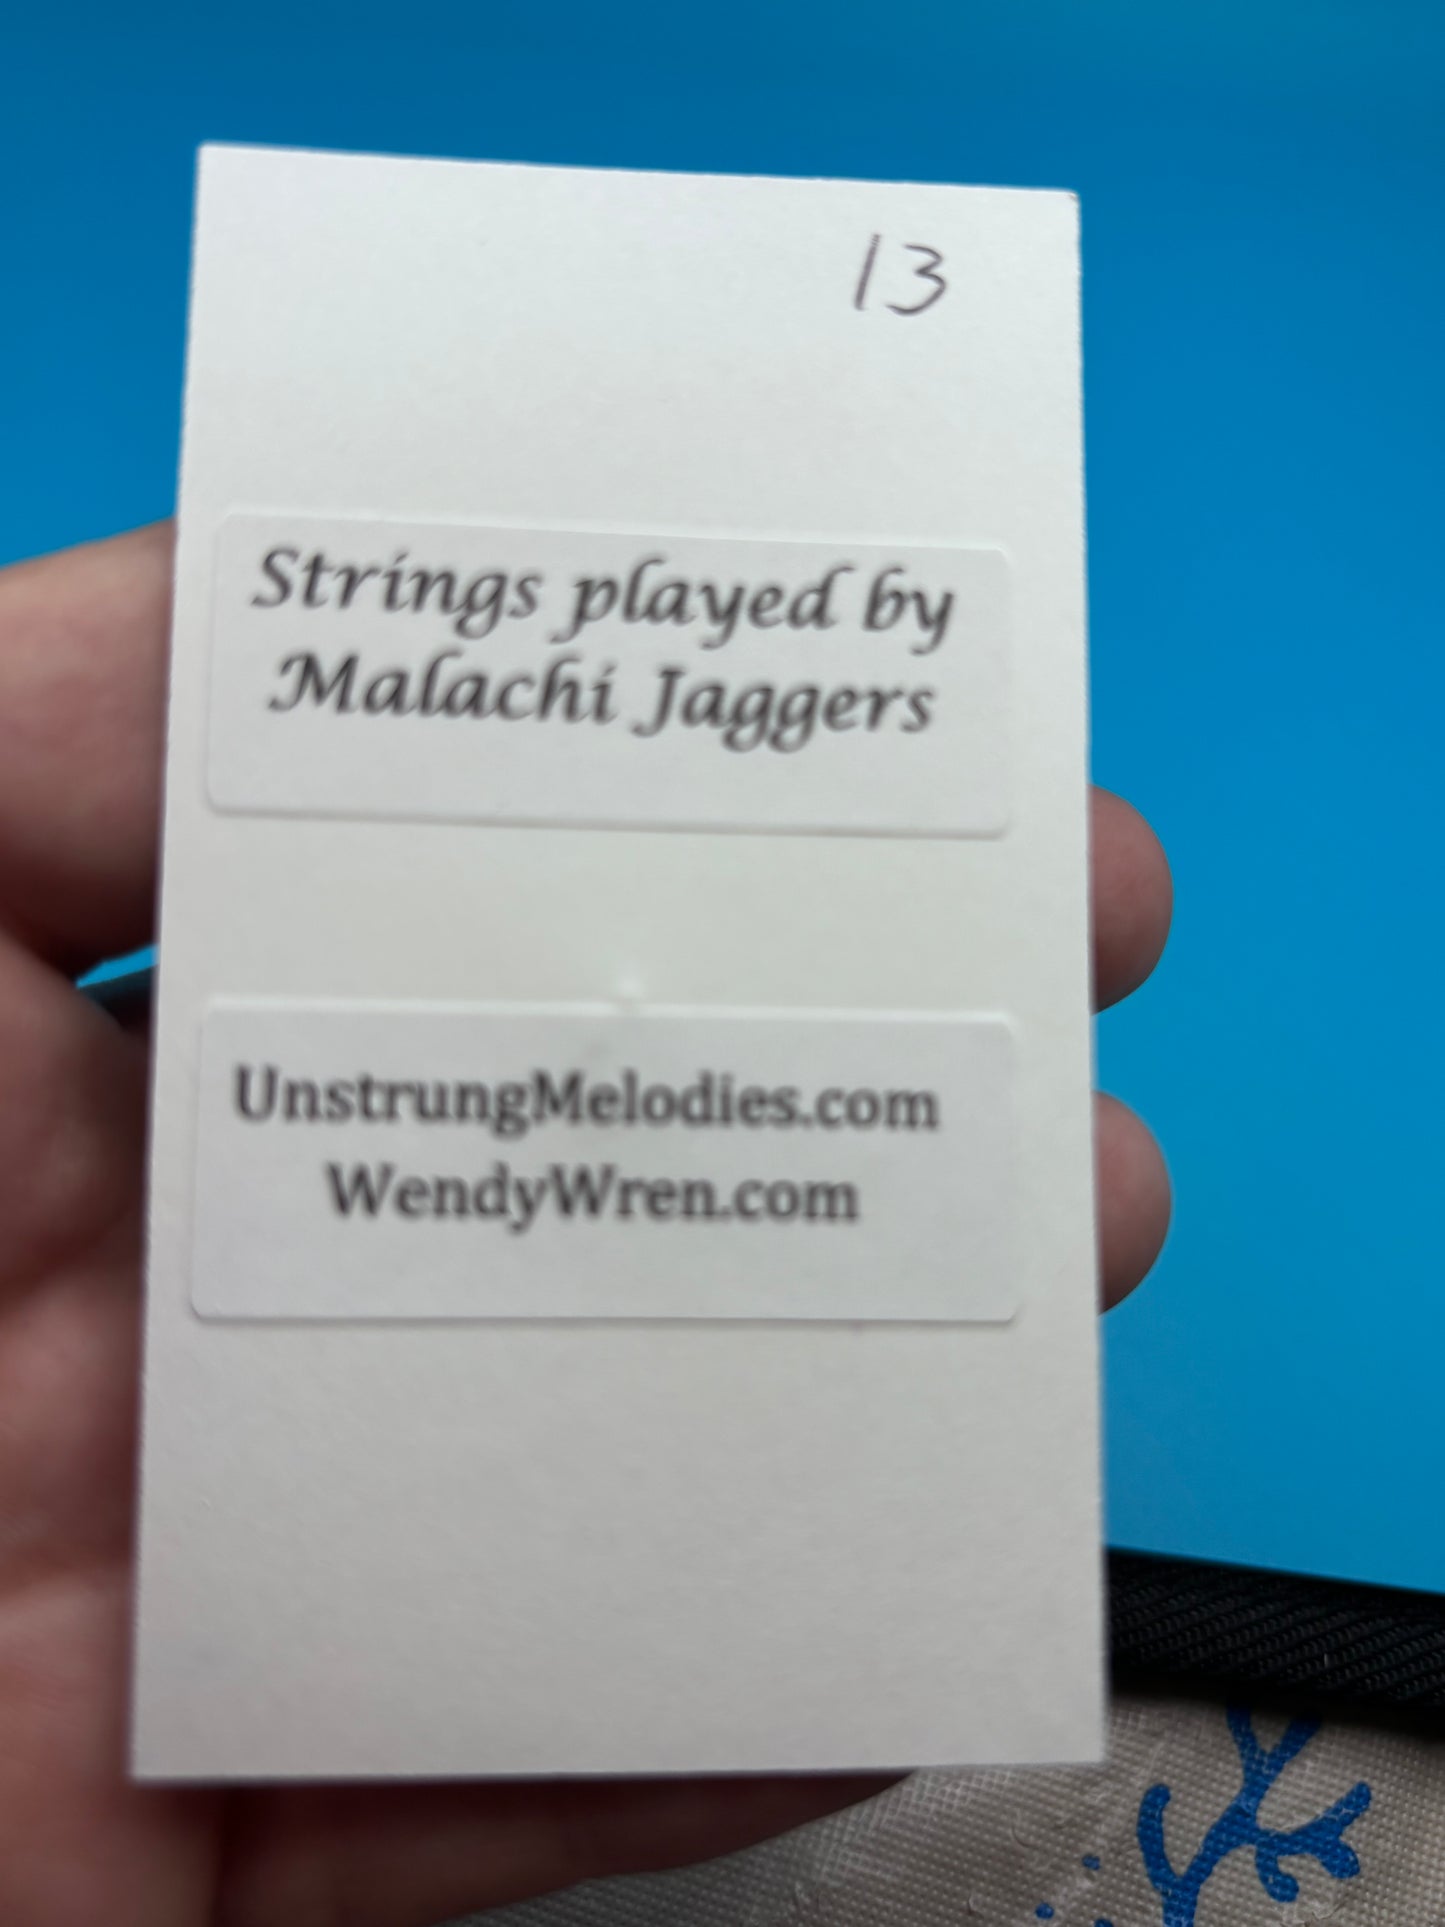 13
Strings played by
Malachi Jaggers
UnstrungMelodies.com
WendyWren.com